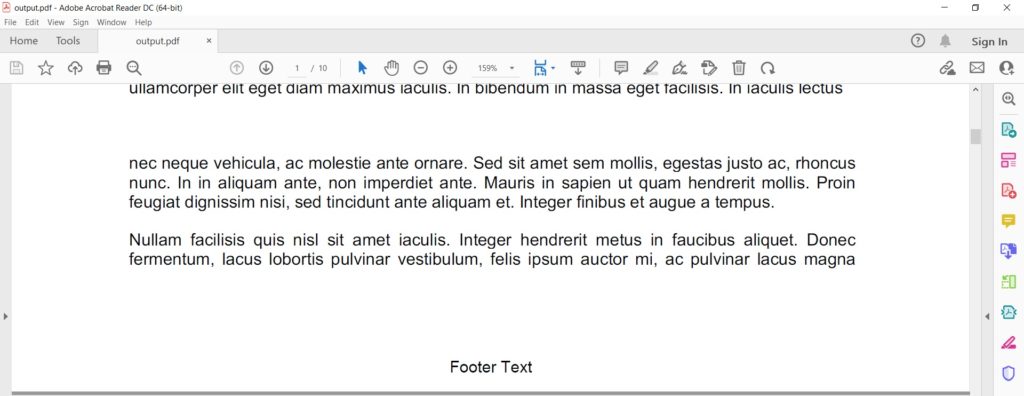 output.pdf - Adobe Acrobat Reader DC (64-bit)
File Edit View Sign Window Help
Home Tools output.pdf × Sign In
1 / 10 159%
ullamcorper elit eget diam maximus iaculis. In bibendum in massa eget facilisis. In iaculis lectus
nec neque vehicula, ac molestie ante ornare. Sed sit amet sem mollis, egestas justo ac, rhoncus
nunc. In in aliquam ante, non imperdiet ante. Mauris in sapien ut quam hendrerit mollis. Proin
feugiat dignissim nisi, sed tincidunt ante aliquam et. Integer finibus et augue a tempus.
Nullam facilisis quis nisl sit amet iaculis. Integer hendrerit metus in faucibus aliquet. Donec
fermentum, lacus lobortis pulvinar vestibulum, felis ipsum auctor mi, ac pulvinar lacus magna
Footer Text